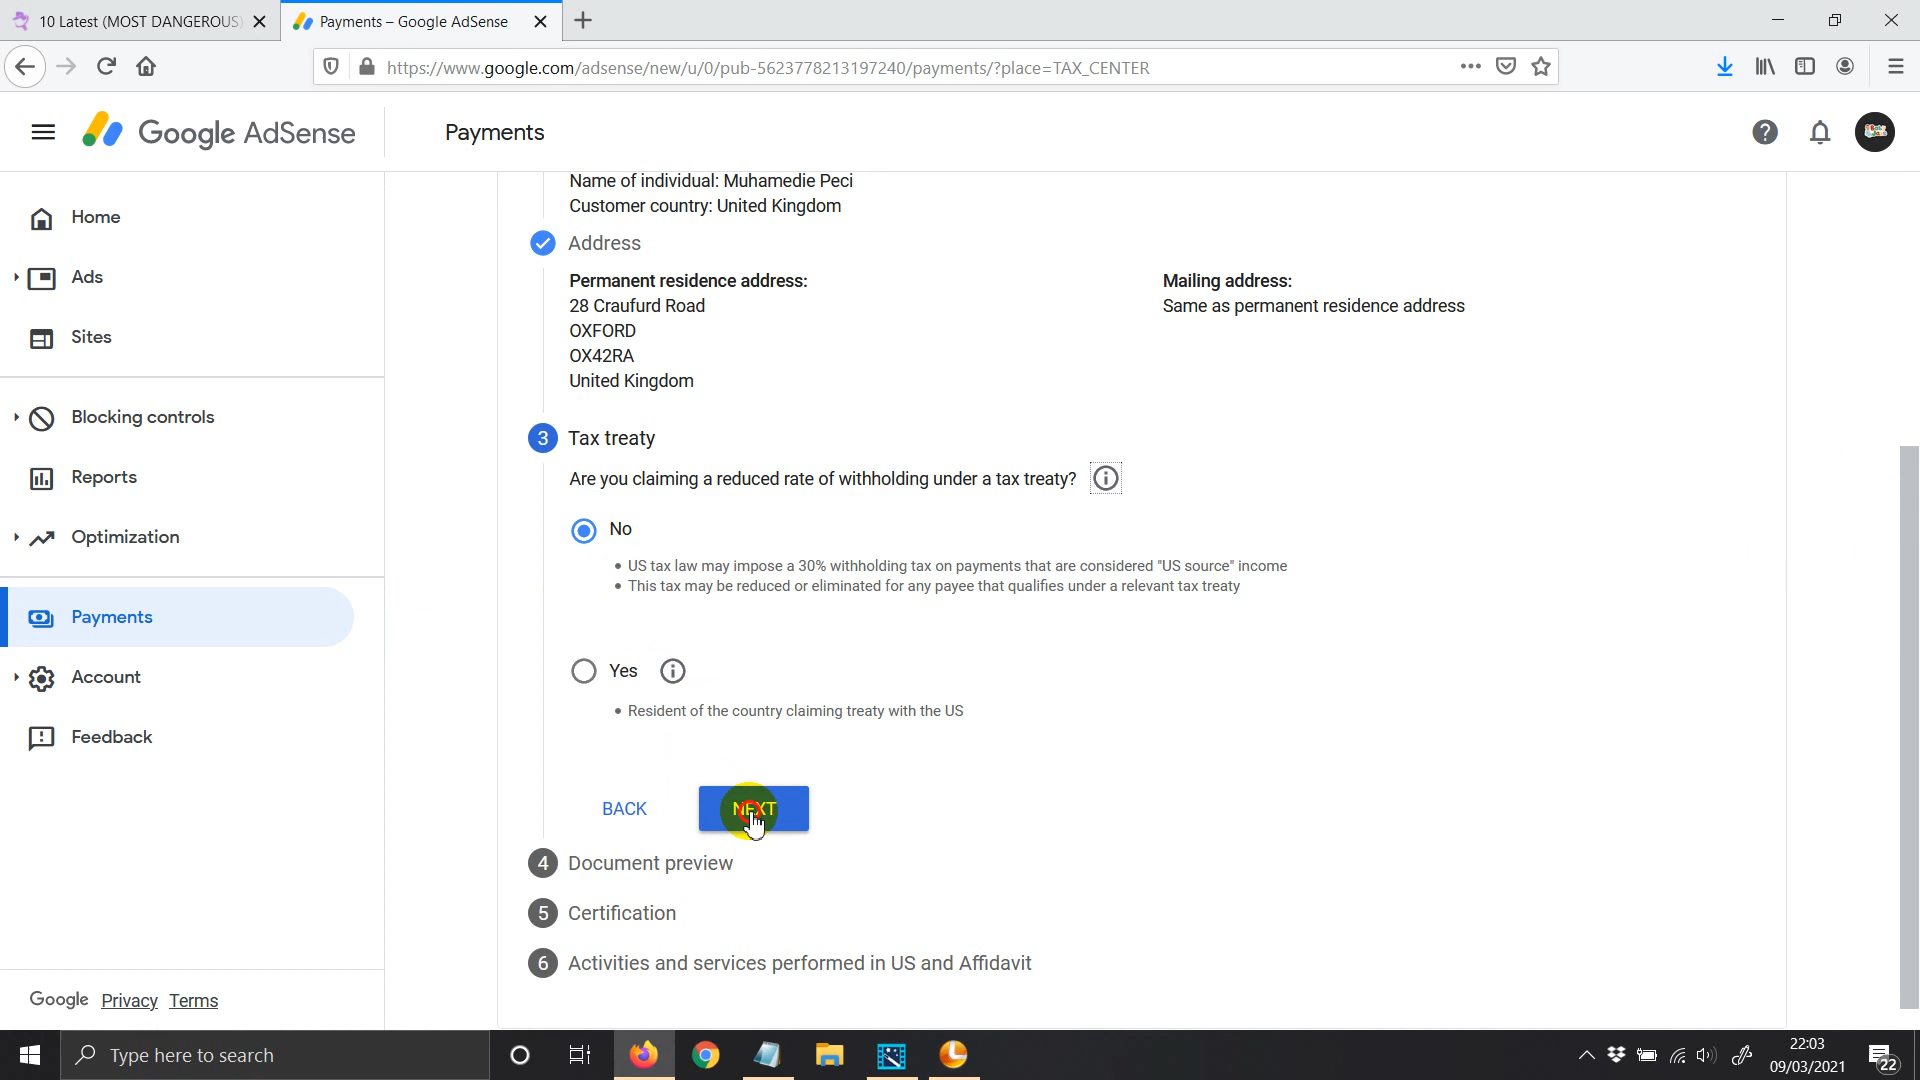 10 Latest (MOST DANGEROUS)
Payments – Google AdSense
https://www.google.com/adsense/new/u/0/pub-5623778213197240/payments/?place=TAX_CENTER
Google AdSense
Payments
Home
Ads
Sites
Blocking controls
Reports
Optimization
Payments
Account
Feedback
Google Privacy Terms
Name of individual: Muhamedie Peci
Customer country: United Kingdom
Address
Permanent residence address:
28 Craufurd Road
OXFORD
OX42RA
United Kingdom
Mailing address:
Same as permanent residence address
3 Tax treaty
Are you claiming a reduced rate of withholding under a tax treaty?
No
• US tax law may impose a 30% withholding tax on payments that are considered "US source" income
• This tax may be reduced or eliminated for any payee that qualifies under a relevant tax treaty
Yes
• Resident of the country claiming treaty with the US
BACK
NEXT
4 Document preview
5 Certification
6 Activities and services performed in US and Affidavit
Type here to search
22:03
09/03/2021
22